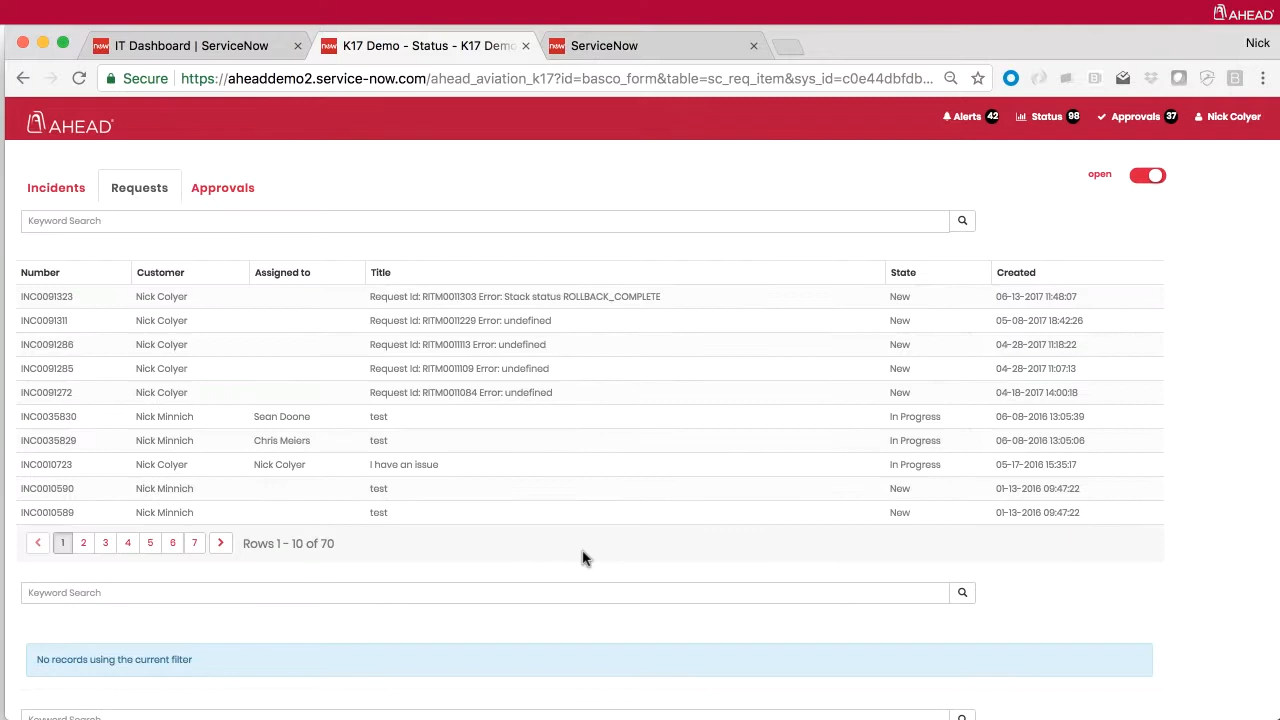 AHEAD
IT Dashboard | ServiceNow
K17 Demo - Status - K17 Demo
ServiceNow
Nick
Secure https://aheaddemo2.service-now.com/ahead_aviation_k17?id=basco_form&table=sc_req_item&sys_id=c0e44dbfdb...
AHEAD
Alerts 42 Status 98 Approvals 37 Nick Colyer
Incidents Requests Approvals open
Keyword Search
Number Customer Assigned to Title State Created
INC0091323 Nick Colyer Request Id: RITM0011303 Error: Stack status ROLLBACK_COMPLETE New 06-13-2017 11:48:07
INC0091311 Nick Colyer Request Id: RITM0011229 Error: undefined New 05-08-2017 18:42:26
INC0091286 Nick Colyer Request Id: RITM0011113 Error: undefined New 04-28-2017 11:18:22
INC0091285 Nick Colyer Request Id: RITM0011109 Error: undefined New 04-28-2017 11:07:13
INC0091272 Nick Colyer Request Id: RITM0011084 Error: undefined New 04-18-2017 14:00:18
INC0035830 Nick Minnich Sean Doone test In Progress 06-08-2016 13:05:39
INC0035829 Nick Minnich Chris Meiers test In Progress 06-08-2016 13:05:06
INC0010723 Nick Colyer Nick Colyer I have an issue In Progress 05-17-2016 15:35:17
INC0010590 Nick Minnich test New 01-13-2016 09:47:22
INC0010589 Nick Minnich test New 01-13-2016 09:47:22
1 2 3 4 5 6 7 Rows 1 - 10 of 70
Keyword Search
No records using the current filter
Keyword Search